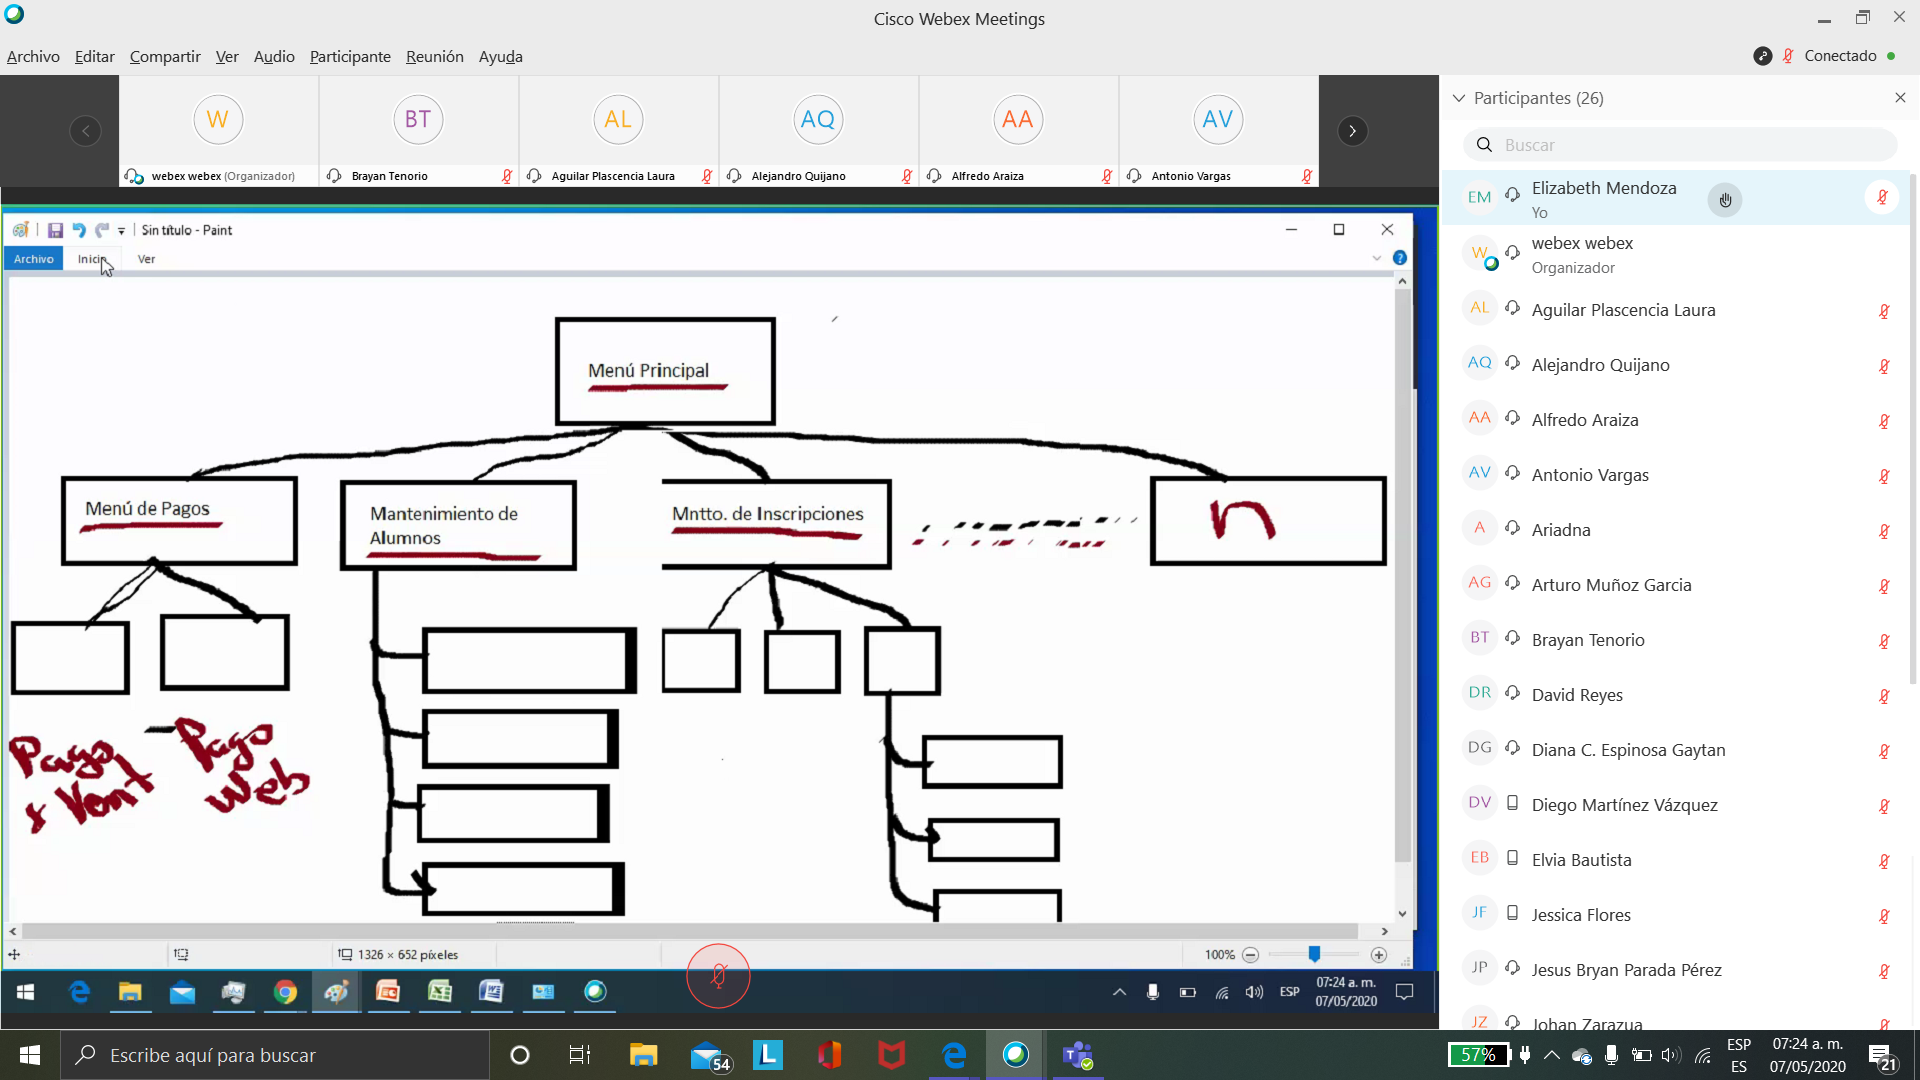 Cisco Webex Meetings
Archivo Editar Compartir Ver Audio Participante Reunión Ayuda
Conectado
W BT AL AQ AA AV
webex webex (Organizador) Brayan Tenorio Aguilar Plascencia Laura Alejandro Quijano Alfredo Araiza Antonio Vargas
Sin título - Paint
Archivo Inicio Ver
Menú Principal
Menú de Pagos
Mantenimiento de
Alumnos
Mntto. de Inscripciones
n
Pago
x Vent
- Pago
Web
1326 × 652 píxeles
100%
ESP
07:24 a. m.
07/05/2020
Participantes (26)
Buscar
EM Elizabeth Mendoza
Yo
W webex webex
Organizador
AL Aguilar Plascencia Laura
AQ Alejandro Quijano
AA Alfredo Araiza
AV Antonio Vargas
A Ariadna
AG Arturo Muñoz Garcia
BT Brayan Tenorio
DR David Reyes
DG Diana C. Espinosa Gaytan
DV Diego Martínez Vázquez
EB Elvia Bautista
JF Jessica Flores
JP Jesus Bryan Parada Pérez
JZ Johan Zarazua
Escribe aquí para buscar
54
57%
ESP
ES
07:24 a. m.
07/05/2020
21